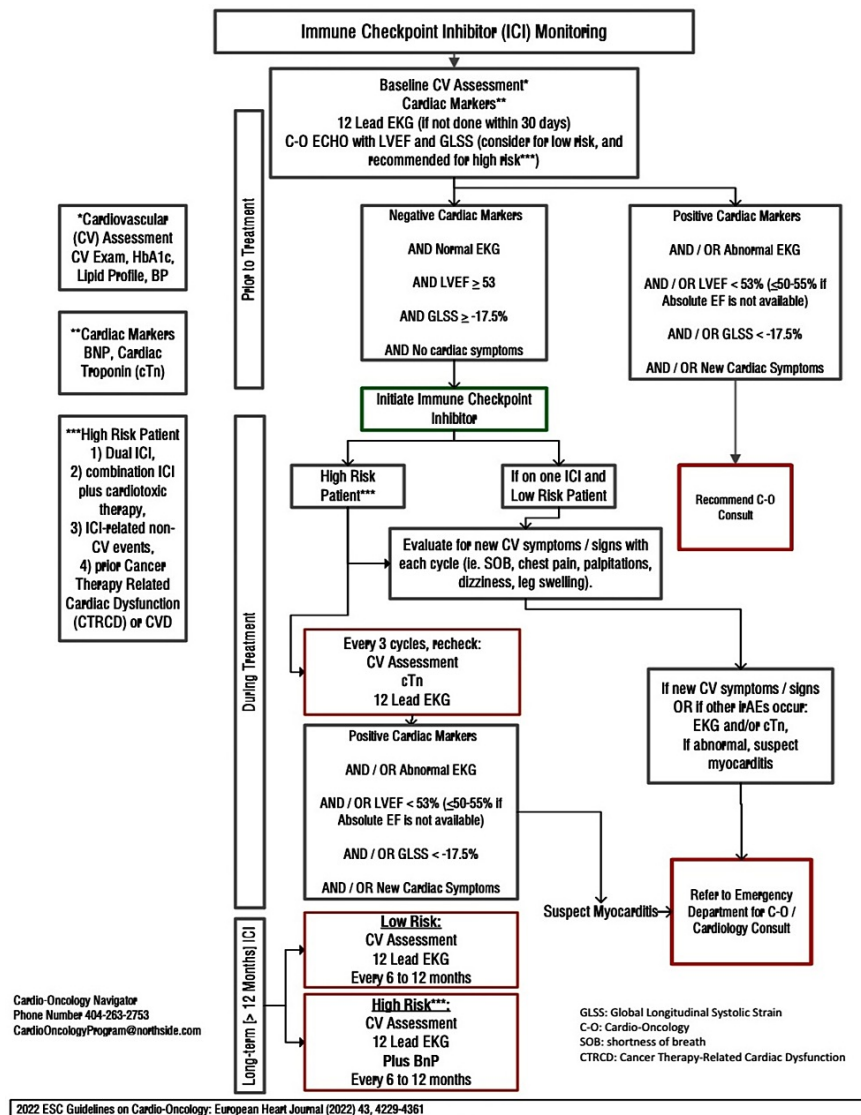 Immune Checkpoint Inhibitor (ICI) Monitoring
Baseline CV Assessment*
Cardiac Markers**
12 Lead EKG (if not done within 30 days)
C-O ECHO with LVEF and GLSS (consider for low risk, and
recommended for high risk***)
Prior to Treatment
*Cardiovascular
(CV) Assessment
CV Exam, HbA1c,
Lipid Profile, BP
**Cardiac Markers
BNP, Cardiac
Troponin (cTn)
***High Risk Patient
1) Dual ICI,
2) combination ICI
plus cardiotoxic
therapy,
3) ICI-related non-
CV events,
4) prior Cancer
Therapy Related
Cardiac Dysfunction
(CTRCD) or CVD
Negative Cardiac Markers
AND Normal EKG
AND LVEF ≥ 53
AND GLSS ≥ -17.5%
AND No cardiac symptoms
Positive Cardiac Markers
AND / OR Abnormal EKG
AND / OR LVEF < 53% (≤50-55% if
Absolute EF is not available)
AND / OR GLSS < -17.5%
AND / OR New Cardiac Symptoms
Initiate Immune Checkpoint
Inhibitor
Recommend C-O
Consult
During Treatment
High Risk
Patient***
If on one ICI and
Low Risk Patient
Evaluate for new CV symptoms / signs with
each cycle (ie. SOB, chest pain, palpitations,
dizziness, leg swelling).
Every 3 cycles, recheck:
CV Assessment
cTn
12 Lead EKG
If new CV symptoms / signs
OR if other irAEs occur:
EKG and/or cTn,
If abnormal, suspect
myocarditis
Positive Cardiac Markers
AND / OR Abnormal EKG
AND / OR LVEF < 53% (≤50-55% if
Absolute EF is not available)
AND / OR GLSS < -17.5%
AND / OR New Cardiac Symptoms
Suspect Myocarditis
Refer to Emergency
Department for C-O /
Cardiology Consult
Long-term [> 12 Months] ICI
Low Risk:
CV Assessment
12 Lead EKG
Every 6 to 12 months
High Risk***:
CV Assessment
12 Lead EKG
Plus BnP
Every 6 to 12 months
Cardio-Oncology Navigator
Phone Number 404-263-2753
CardioOncologyProgram@northside.com
GLSS: Global Longitudinal Systolic Strain
C-O: Cardio-Oncology
SOB: shortness of breath
CTRCD: Cancer Therapy-Related Cardiac Dysfunction
2022 ESC Guidelines on Cardio-Oncology: European Heart Journal (2022) 43, 4229-4361